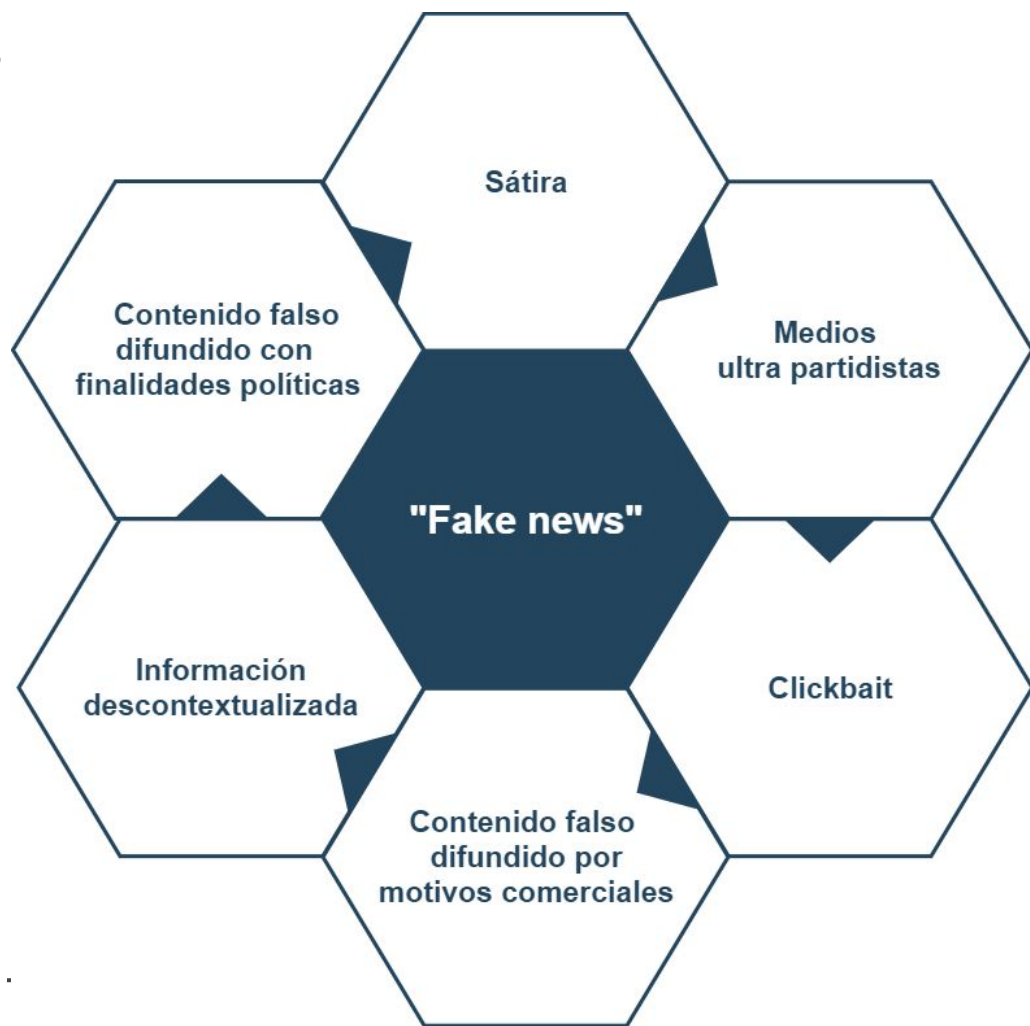 Sátira
Contenido falso
difundido con
finalidades políticas
Medios
ultra partidistas
"Fake news"
Información
descontextualizada
Clickbait
Contenido falso
difundido por
motivos comerciales